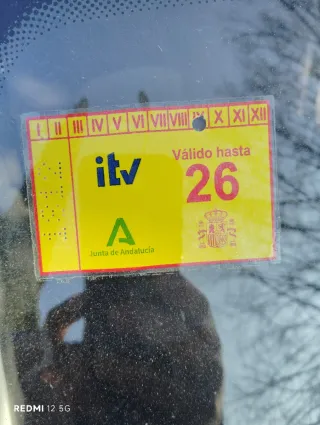 I II III IV V VI VII VIII IX X XI XII
itv
Válido hasta
26
Junta de Andalucía
REDMI 12 5G